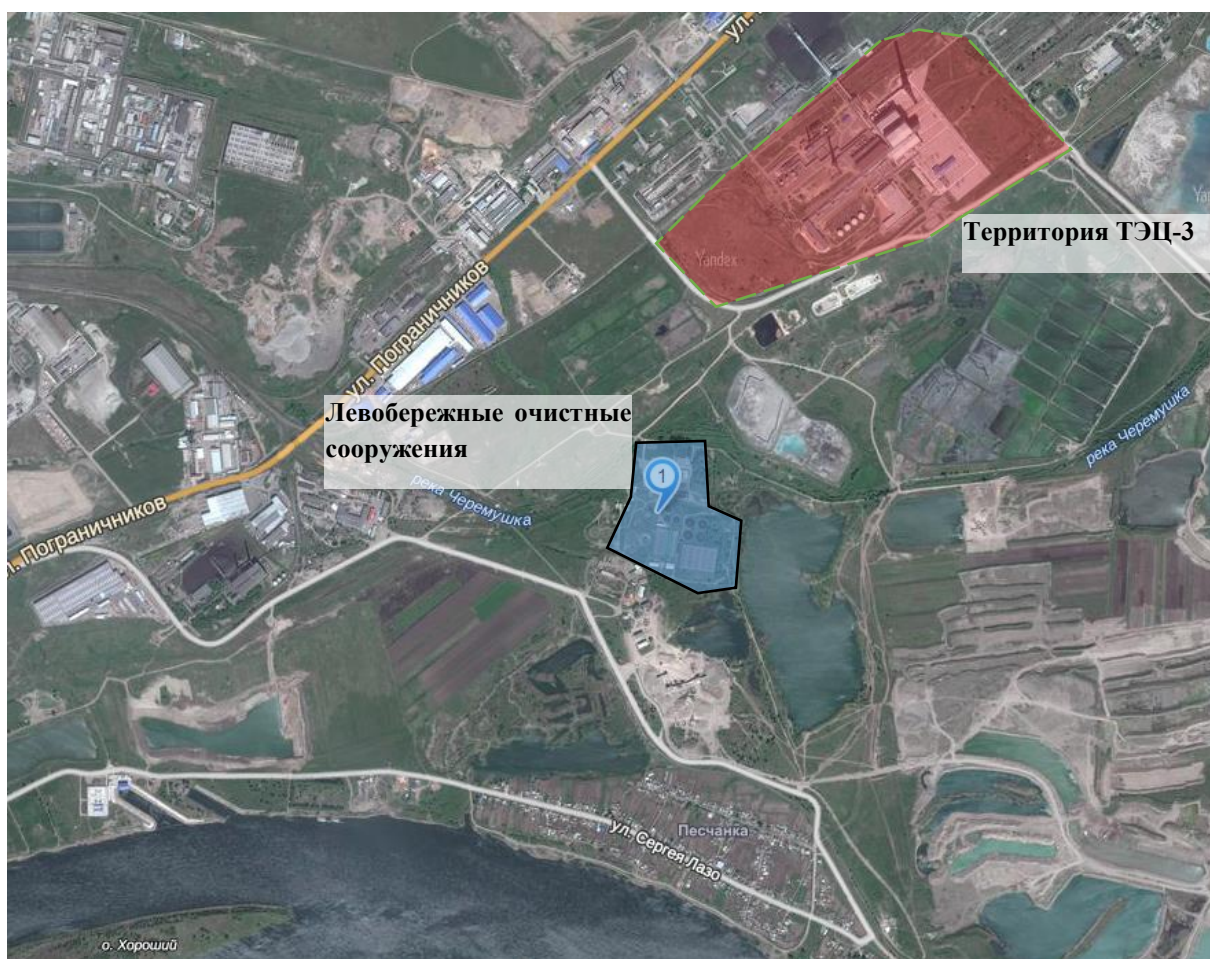 ул. П
Территория ТЭЦ-3
Yandex
Ya
ул. Пограничников
Левобережные очистные
сооружения
река Черемушка
река Черемушка
1
л. Пограничников
Песчанка
ул. Сергея Лазо
о. Хороший